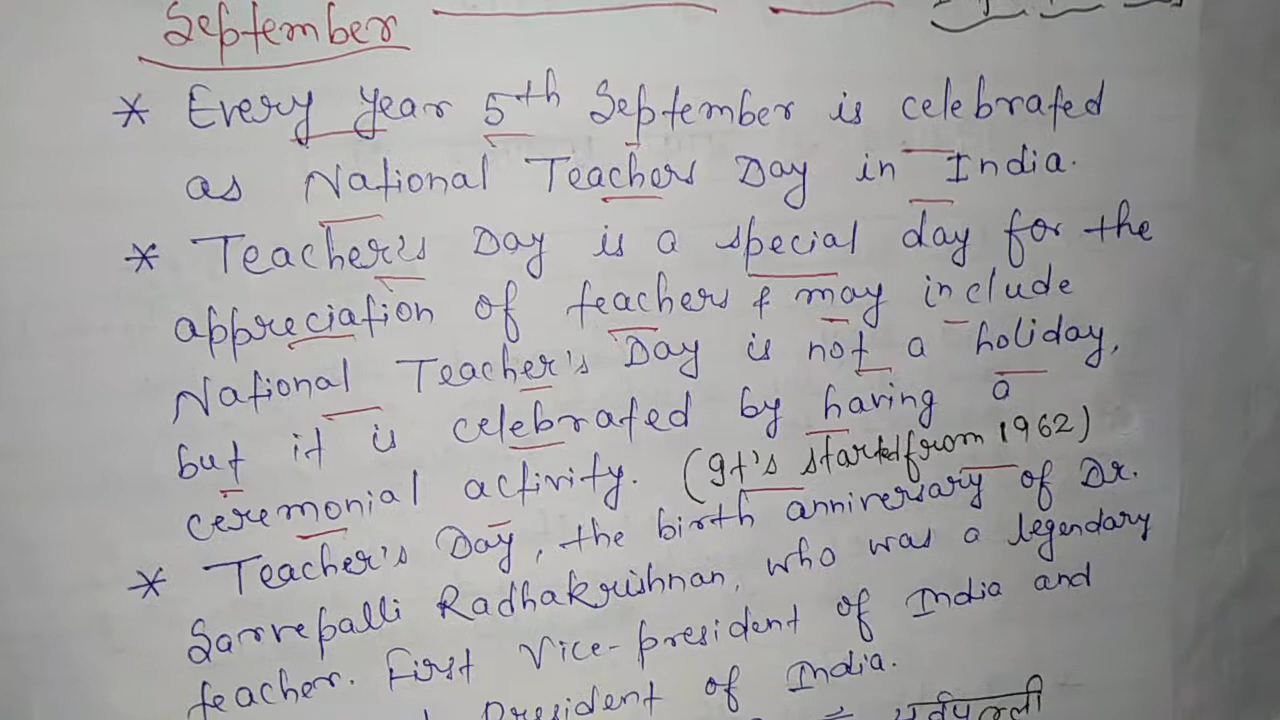 September
* Every year 5th September is celebrated
as National Teachers Day in India.
* Teacher's Day is a special day for the
appreciation of teachers & may include
National Teacher's Day is not a holiday,
but it is celebrated by having a
ceremonial activity. (It's started from 1962)
* Teacher's Day, the birth anniversary of Dr.
Sarvepalli Radhakrishnan, who was a legendary
teacher. First Vice-president of India and
President of India.
सर्वपल्ली